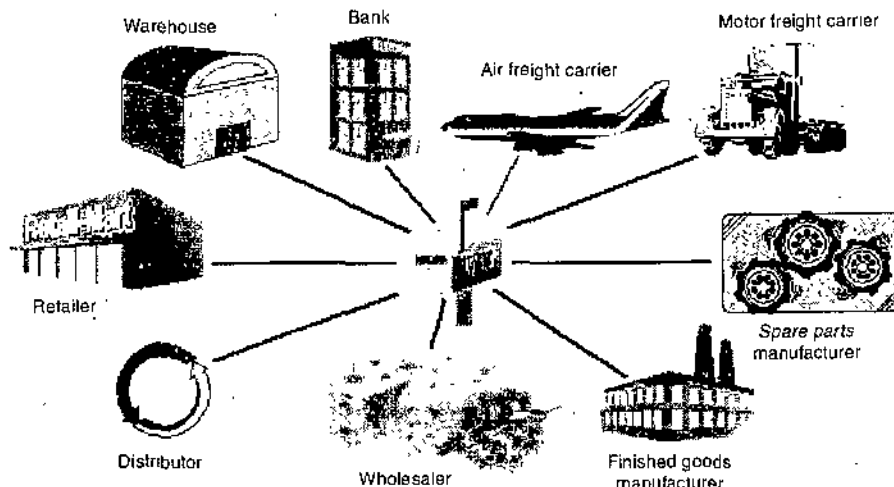 Warehouse
Bank
Motor freight carrier
Air freight carrier
Retailer
Spare parts
manufacturer
Distributor
Wholesaler
Finished goods
manufacturer